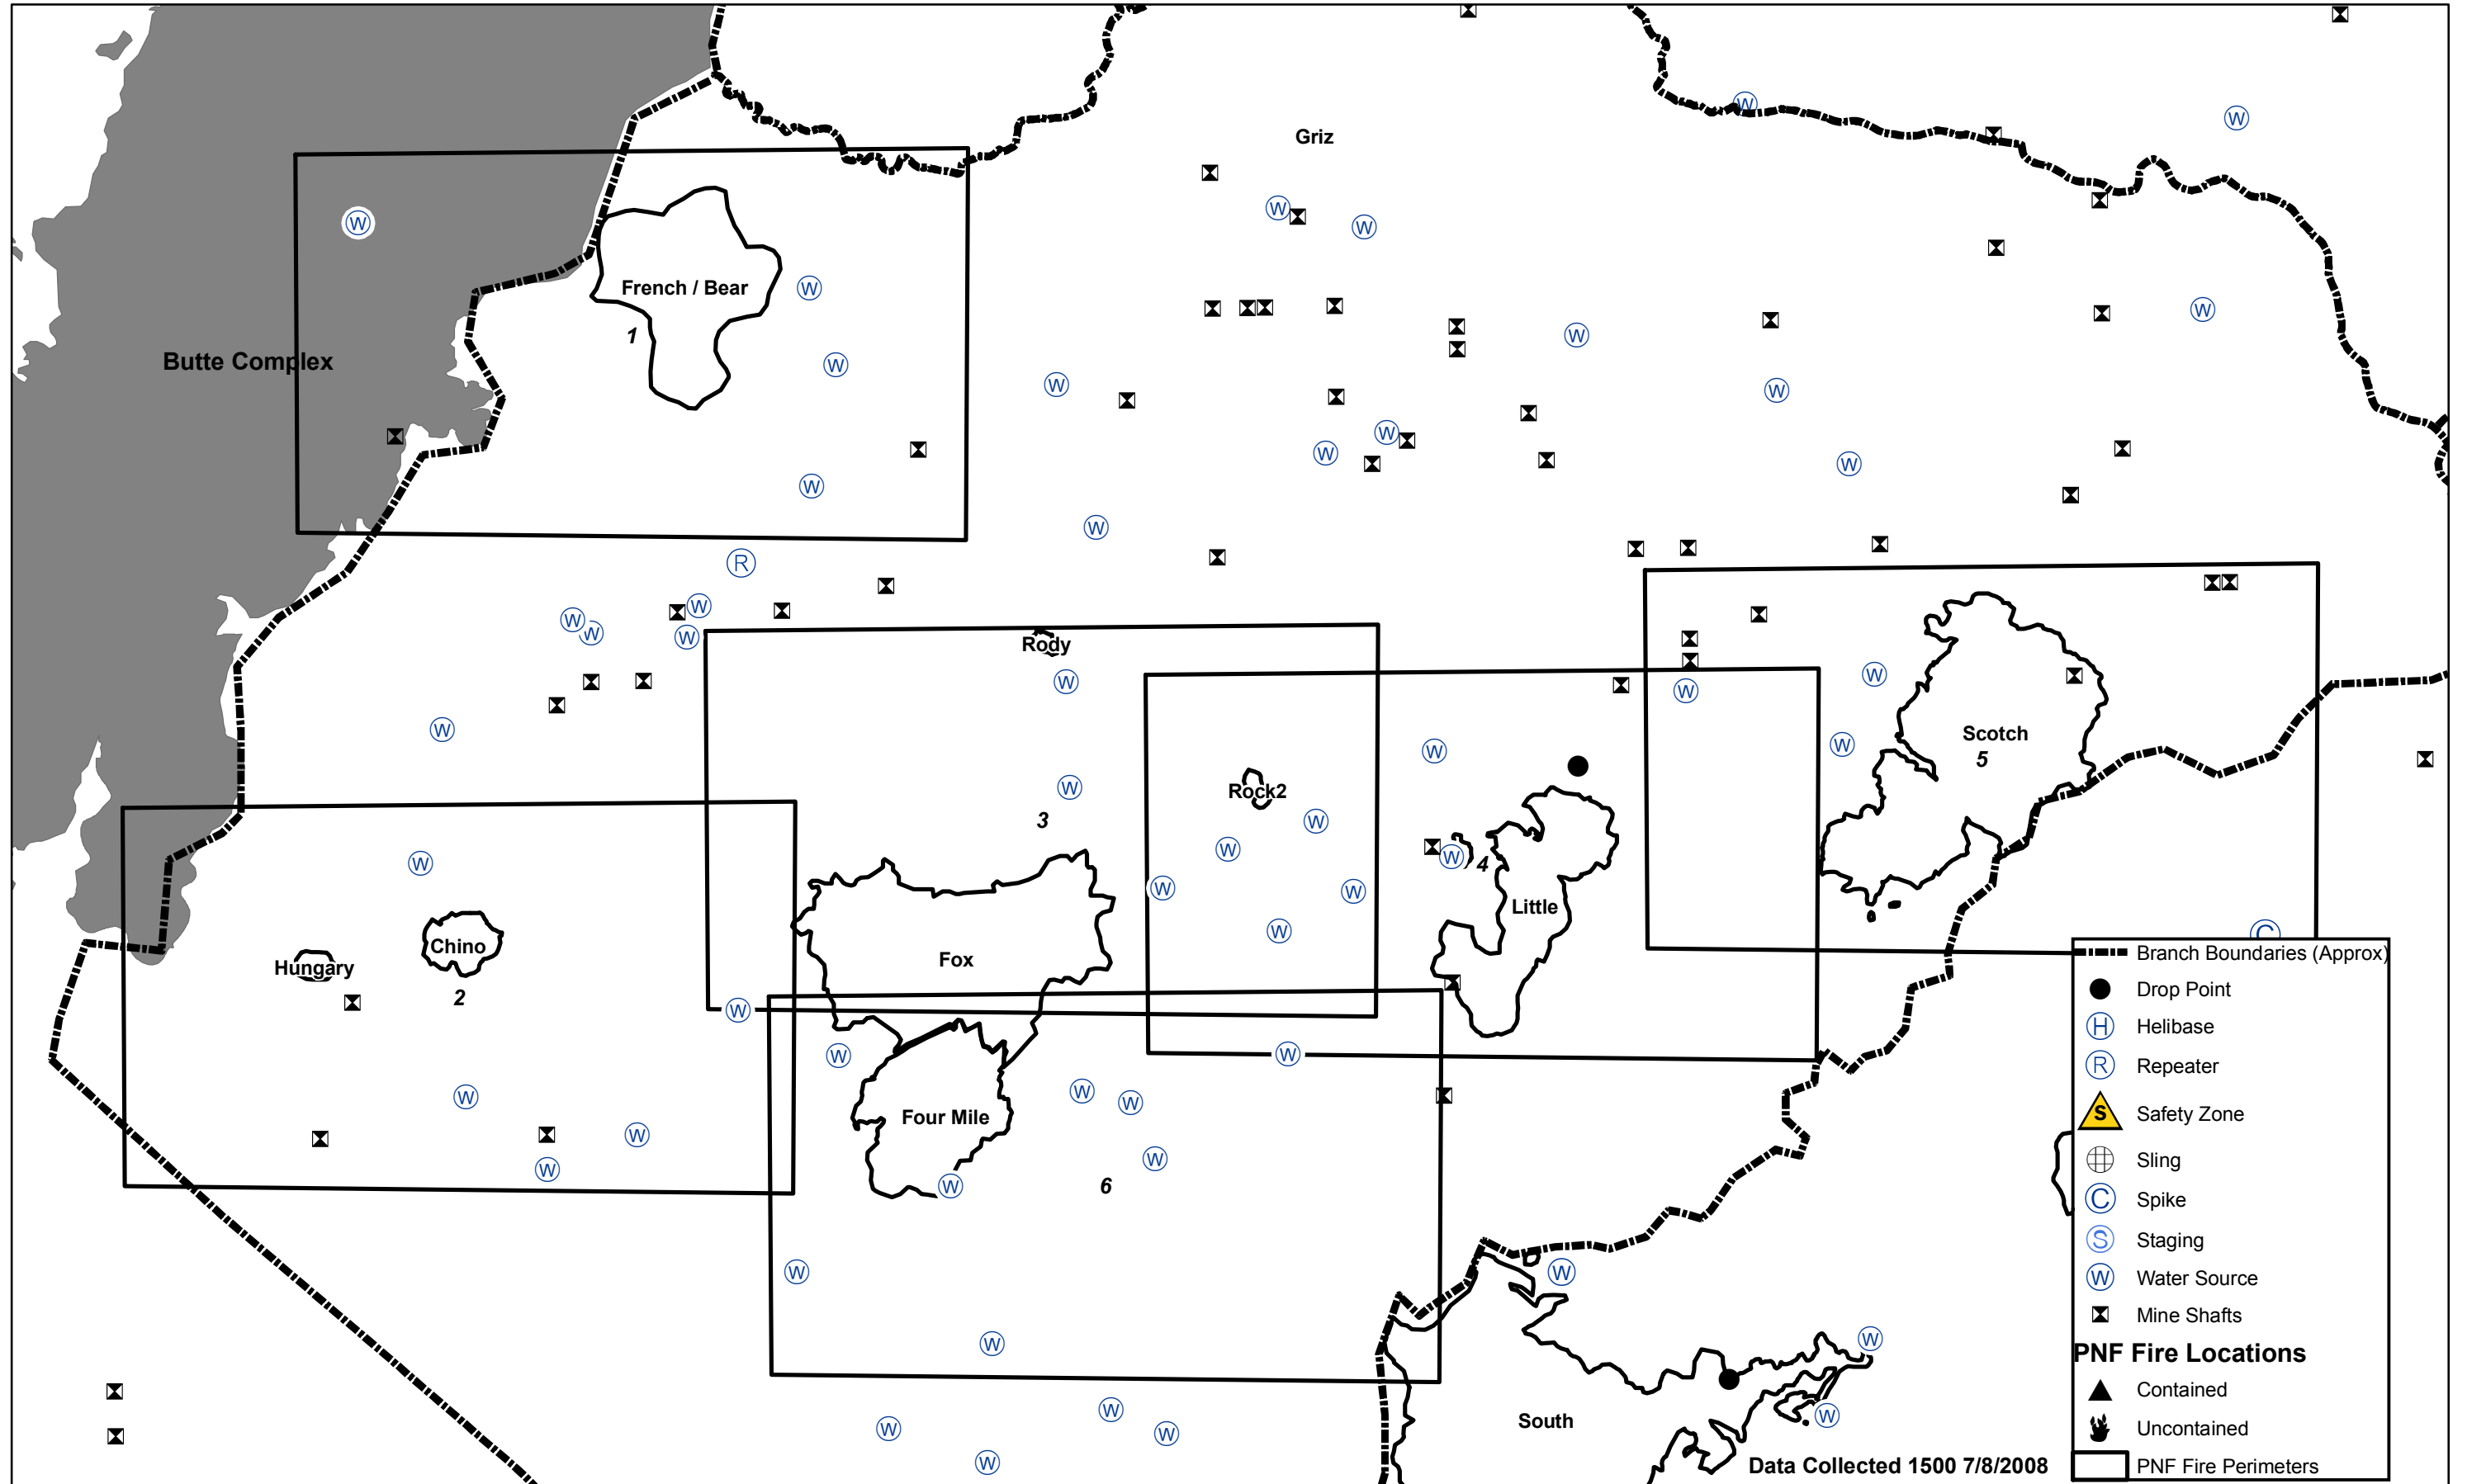 Griz
French / Bear
1
Butte Complex
R
Rody
Scotch
5
Rock2
3
4
Little
Chino
Hungary
2
Fox
Four Mile
6
South
C
Branch Boundaries (Approx)
Drop Point
H Helibase
R Repeater
S Safety Zone
Sling
C Spike
S Staging
W Water Source
Mine Shafts
PNF Fire Locations
Contained
Uncontained
PNF Fire Perimeters
Data Collected 1500 7/8/2008